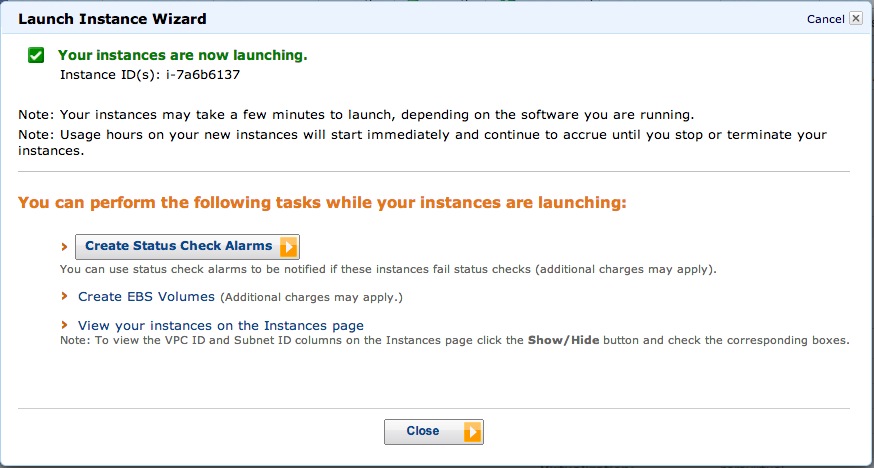 Launch Instance Wizard
Cancel
Your instances are now launching.
Instance ID(s): i-7a6b6137
Note: Your instances may take a few minutes to launch, depending on the software you are running.
Note: Usage hours on your new instances will start immediately and continue to accrue until you stop or terminate your
instances.
You can perform the following tasks while your instances are launching:
Create Status Check Alarms
You can use status check alarms to be notified if these instances fail status checks (additional charges may apply).
Create EBS Volumes (Additional charges may apply.)
View your instances on the Instances page
Note: To view the VPC ID and Subnet ID columns on the Instances page click the Show/Hide button and check the corresponding boxes.
Close